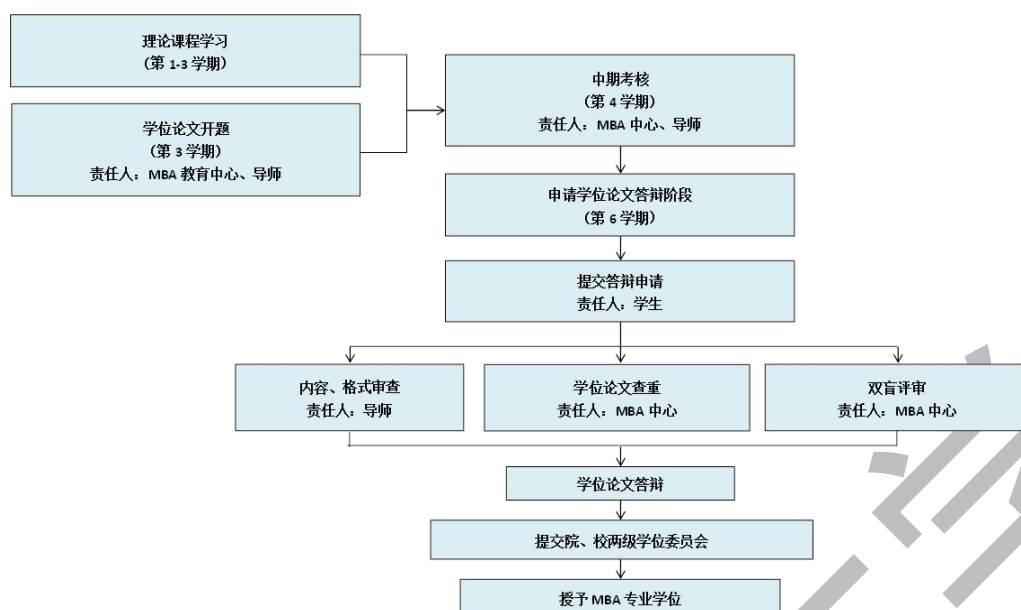 理论课程学习
（第 1-3 学期）
学位论文开题
（第 3 学期）
责任人：MBA 教育中心、导师
中期考核
（第 4 学期）
责任人：MBA 中心、导师
申请学位论文答辩阶段
（第 6 学期）
提交答辩申请
责任人：学生
内容、格式审查
责任人：导师
学位论文查重
责任人：MBA 中心
双盲评审
责任人：MBA 中心
学位论文答辩
提交院、校两级学位委员会
授予 MBA 专业学位